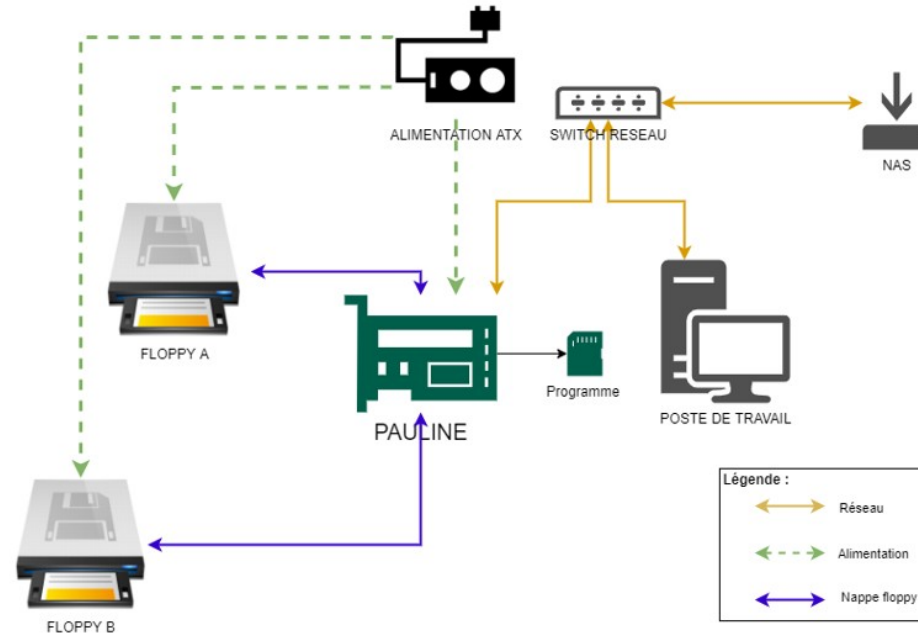 ALIMENTATION ATX
SWITCH RESEAU
NAS
FLOPPY A
Programme
PAULINE
POSTE DE TRAVAIL
FLOPPY B
Légende :
Réseau
Alimentation
Nappe floppy